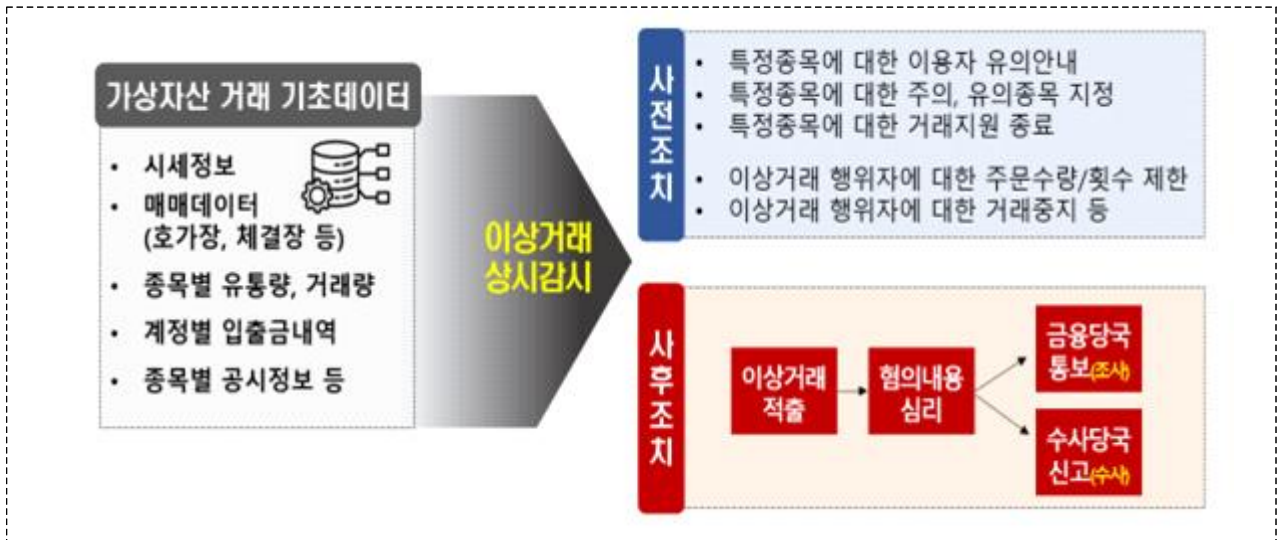 가상자산 거래 기초데이터
• 시세정보
• 매매데이터
(호가장, 체결장 등)
• 종목별 유통량, 거래량
• 계정별 입출금내역
• 종목별 공시정보 등
이상거래
상시감시
사전조치
• 특정종목에 대한 이용자 유의안내
• 특정종목에 대한 주의, 유의종목 지정
• 특정종목에 대한 거래지원 종료
• 이상거래 행위자에 대한 주문수량/횟수 제한
• 이상거래 행위자에 대한 거래중지 등
사후조치
이상거래
적출
혐의내용
심리
금융당국
통보(조사)
수사당국
신고(수사)